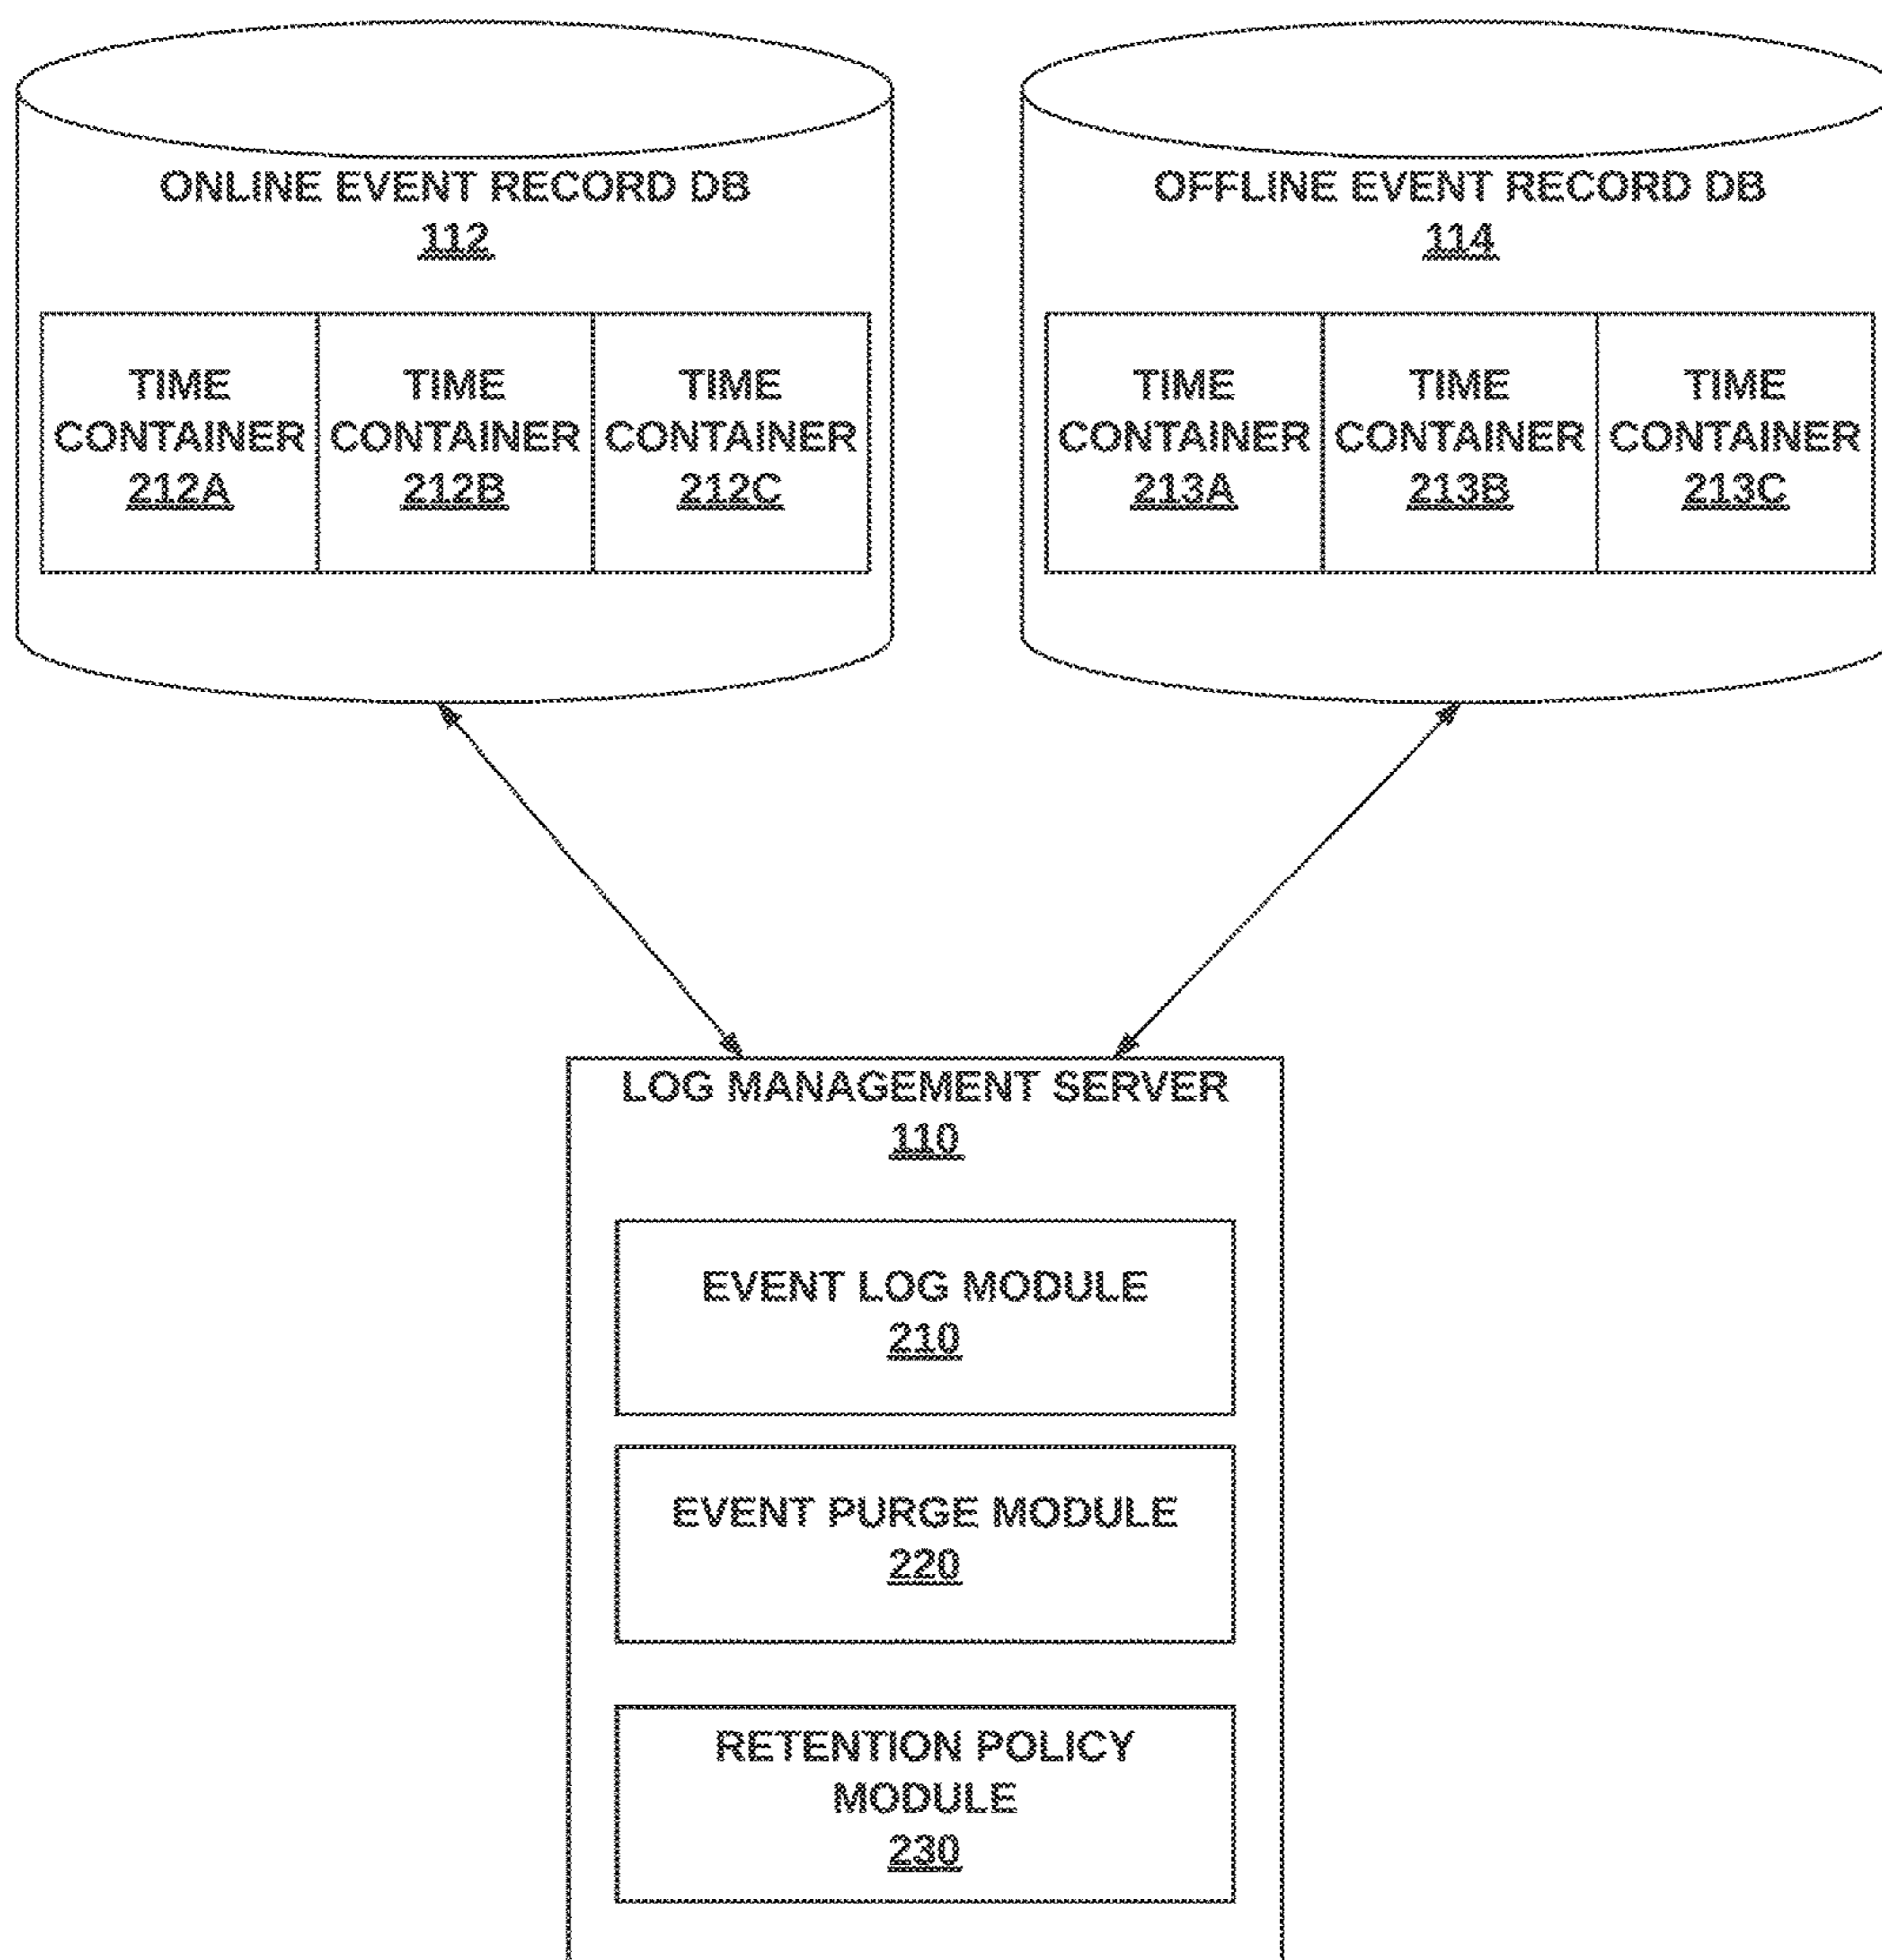 ONLINE EVENT RECORD DB
112
TIME
CONTAINER
212A
TIME
CONTAINER
212B
TIME
CONTAINER
212C
OFFLINE EVENT RECORD DB
114
TIME
CONTAINER
213A
TIME
CONTAINER
213B
TIME
CONTAINER
213C
LOG MANAGEMENT SERVER
110
EVENT LOG MODULE
210
EVENT PURGE MODULE
220
RETENTION POLICY
MODULE
230